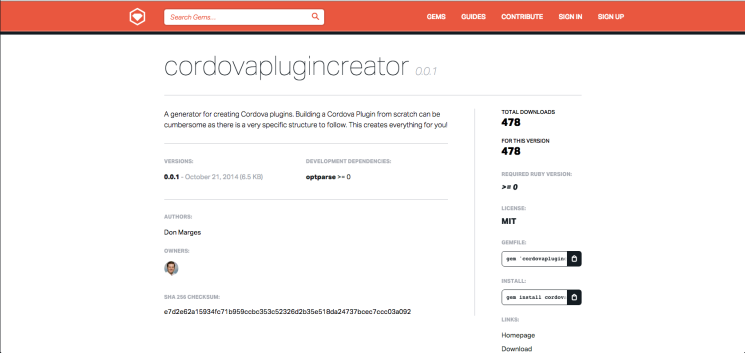 Search Gems...
GEMS GUIDES CONTRIBUTE SIGN IN SIGN UP
cordovaplugincreator 0.0.1
A generator for creating Cordova plugins. Building a Cordova Plugin from scratch can be
cumbersome as there is a very specific structure to follow. This creates everything for you!
VERSIONS:
0.0.1 - October 21, 2014 (6.5 KB)
DEVELOPMENT DEPENDENCIES:
optparse >= 0
AUTHORS:
Don Marges
OWNERS:
SHA 256 CHECKSUM:
e7d2e62a15934fc71b959ccbc353c52326d2b35e518da24737bcec7ccc03a092
TOTAL DOWNLOADS
478
FOR THIS VERSION
478
REQUIRED RUBY VERSION:
>= 0
LICENSE:
MIT
GEMFILE:
gem 'cordovaplugin
INSTALL:
gem install cordov
LINKS:
Homepage
Download